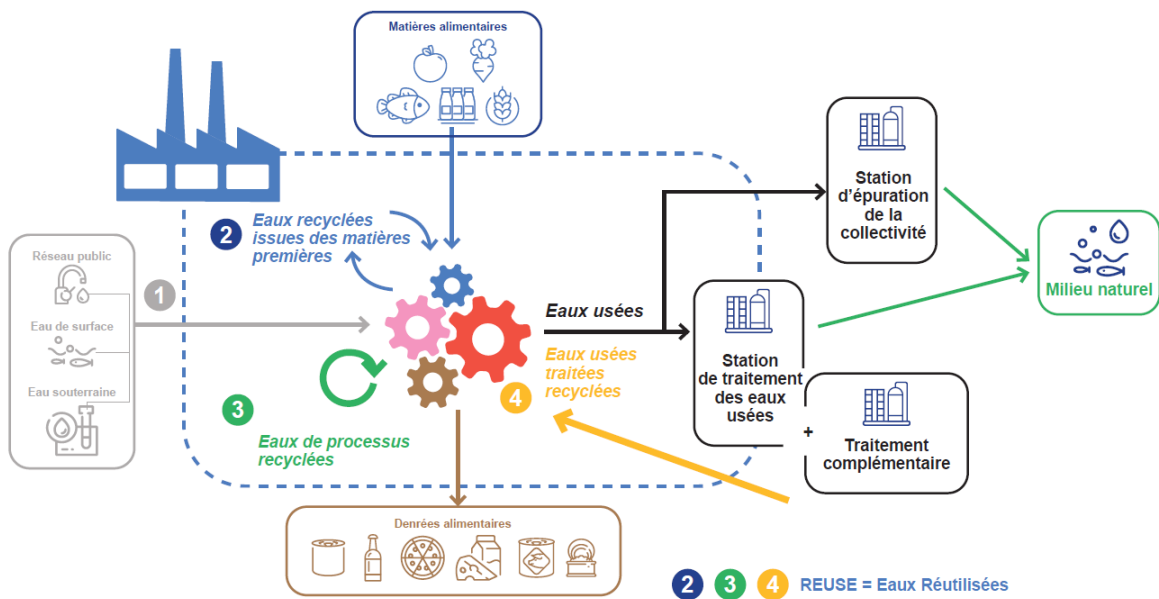 Matières alimentaires
Réseau public
Eau de surface
Eau souterraine
1
2
Eaux recyclées
issues des matières
premières
3
Eaux de processus
recyclées
Eaux usées
Eaux usées
traitées
recyclées
4
Station
d'épuration
de la
collectivité
Station
de traitement
des eaux
usées
+
Traitement
complémentaire
Milieu naturel
Denrées alimentaires
2 3 4 REUSE = Eaux Réutilisées